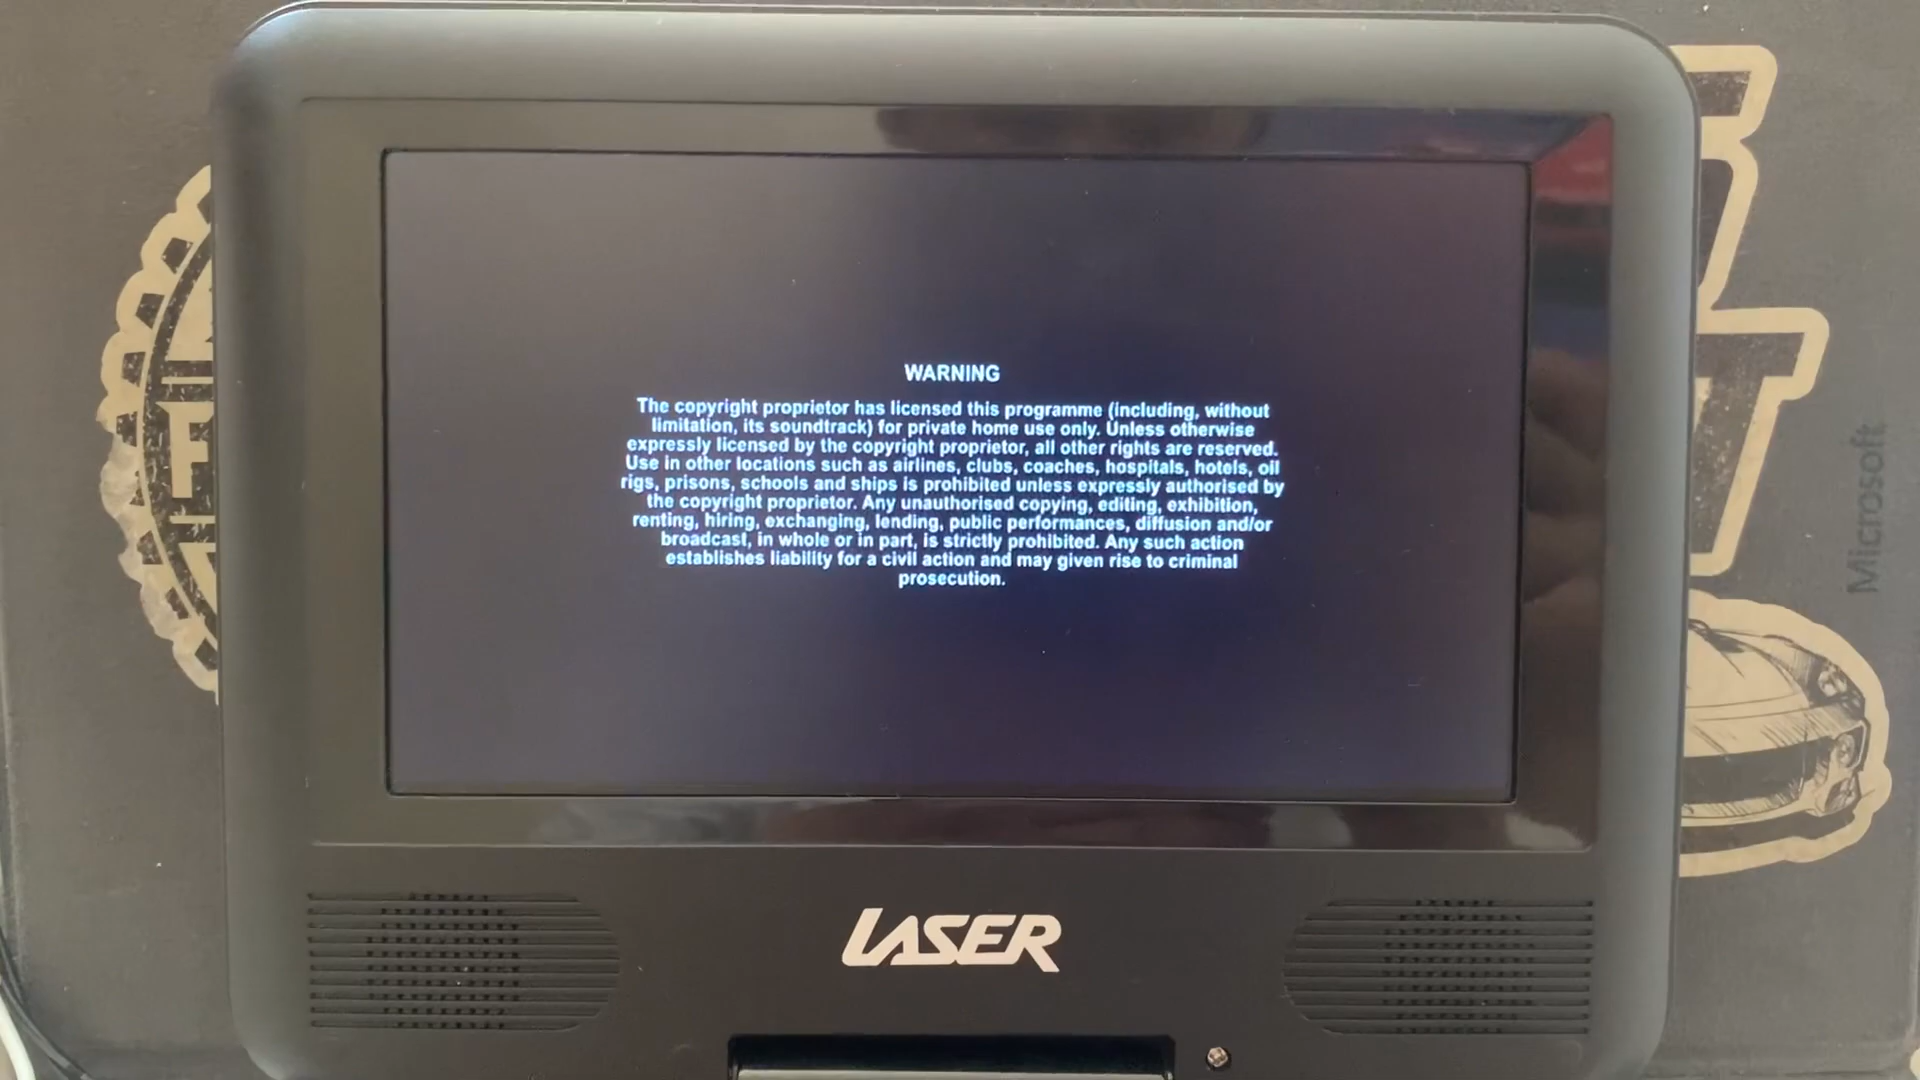 WARNING
The copyright proprietor has licensed this programme (including, without
limitation, its soundtrack) for private home use only. Unless otherwise
expressly licensed by the copyright proprietor, all other rights are reserved.
Use in other locations such as airlines, clubs, coaches, hospitals, hotels, oil
rigs, prisons, schools and ships is prohibited unless expressly authorised by
the copyright proprietor. Any unauthorised copying, editing, exhibition,
renting, hiring, exchanging, lending, public performances, diffusion and/or
broadcast, in whole or in part, is strictly prohibited. Any such action
establishes liability for a civil action and may given rise to criminal
prosecution.
LASER
Microsoft